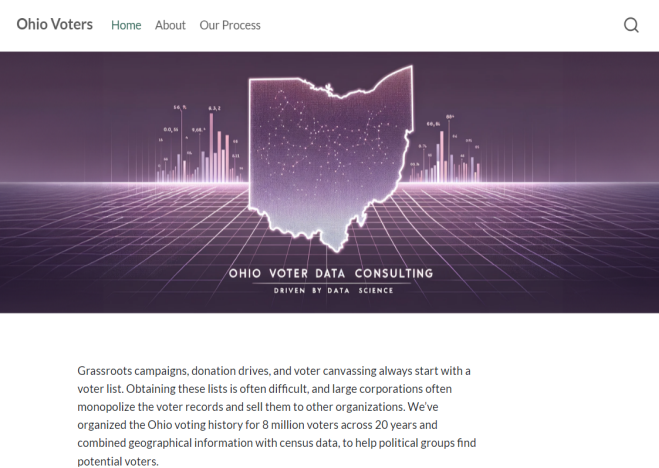 Ohio Voters Home About Our Process
OHIO VOTER DATA CONSULTING
DRIVEN BY DATA SCIENCE
Grassroots campaigns, donation drives, and voter canvassing always start with a
voter list. Obtaining these lists is often difficult, and large corporations often
monopolize the voter records and sell them to other organizations. We've
organized the Ohio voting history for 8 million voters across 20 years and
combined geographical information with census data, to help political groups find
potential voters.